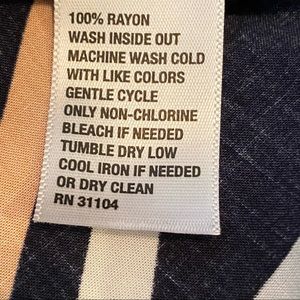 100% RAYON
WASH INSIDE OUT
MACHINE WASH COLD
WITH LIKE COLORS
GENTLE CYCLE
ONLY NON-CHLORINE
BLEACH IF NEEDED
TUMBLE DRY LOW
COOL IRON IF NEEDED
OR DRY CLEAN
RN 31104